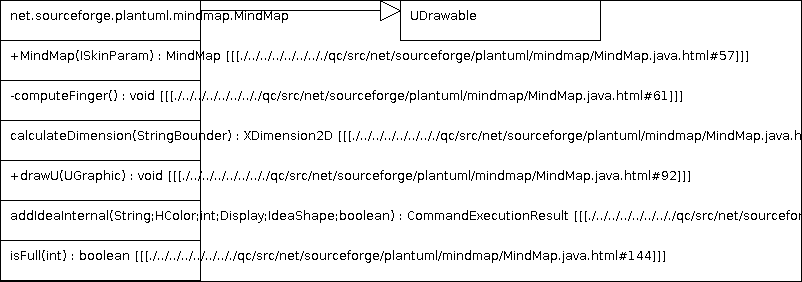 net.sourceforge.plantuml.mindmap.MindMap
UDrawable
+MindMap(ISkinParam) : MindMap [[[./../../../../../../../qc/src/net/sourceforge/plantuml/mindmap/MindMap.java.html#57]]]
-computeFinger() : void [[[./../../../../../../../qc/src/net/sourceforge/plantuml/mindmap/MindMap.java.html#61]]]
calculateDimension(StringBounder) : XDimension2D [[[./../../../../../../../qc/src/net/sourceforge/plantuml/mindmap/MindMap.java.h
+drawU(UGraphic) : void [[[./../../../../../../../qc/src/net/sourceforge/plantuml/mindmap/MindMap.java.html#92]]]
addIdeaInternal(String;HColor;int;Display;IdeaShape;boolean) : CommandExecutionResult [[[./../../../../../../../qc/src/net/sourcefor
isFull(int) : boolean [[[./../../../../../../../qc/src/net/sourceforge/plantuml/mindmap/MindMap.java.html#144]]]